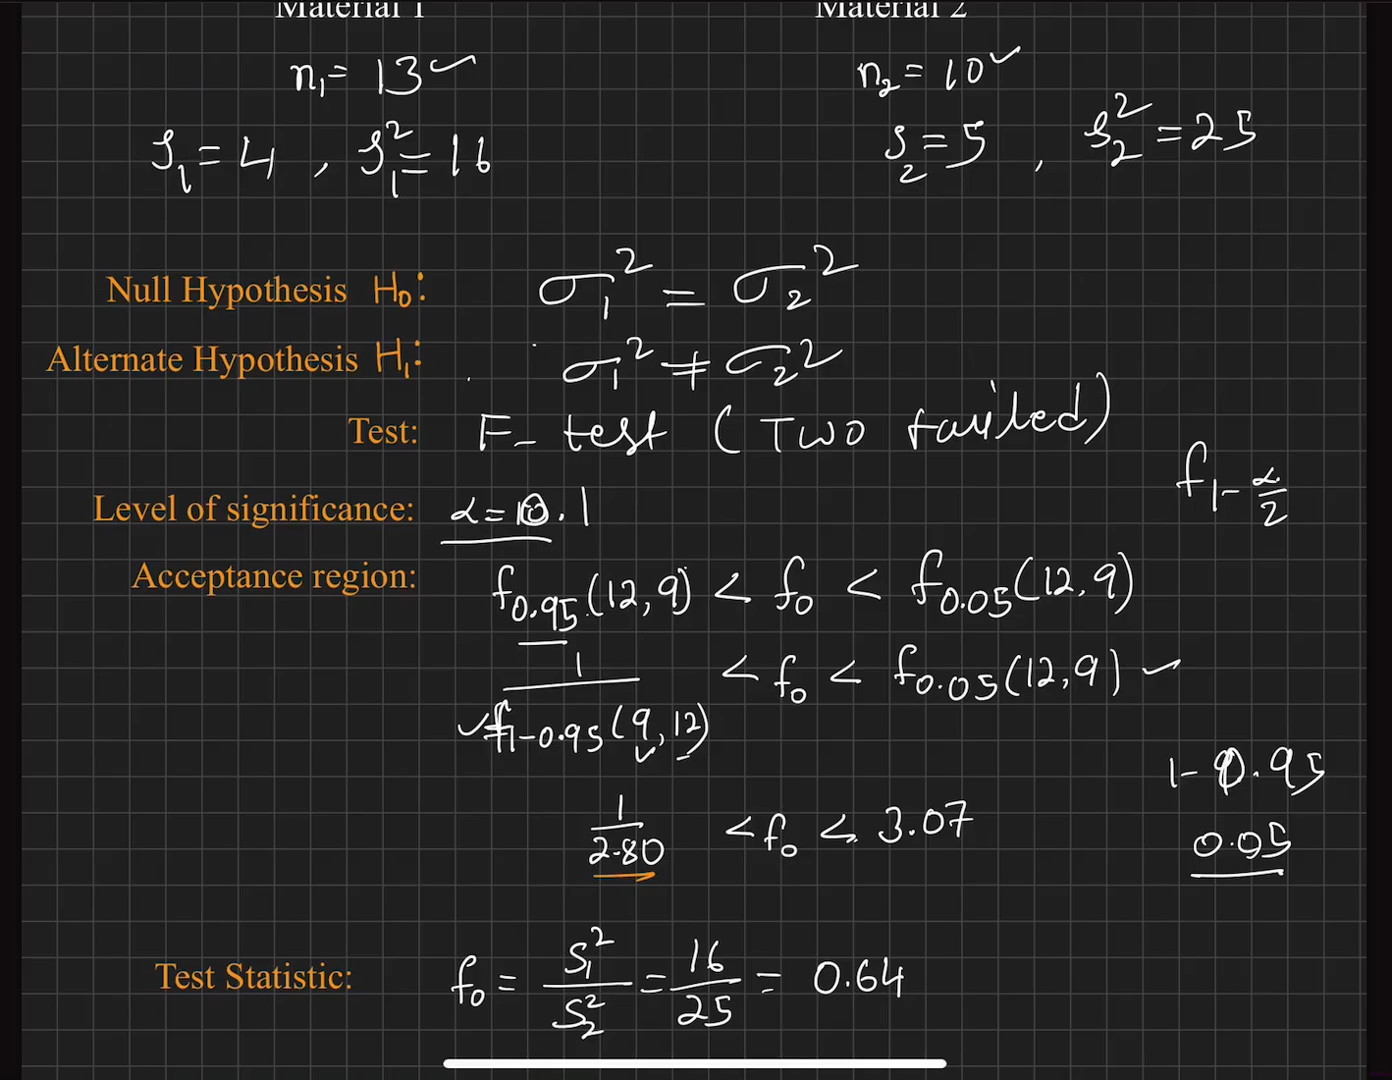 Material 1 Material 2
n₁ = 13 ✓ n₂ = 10 ✓
s₁ = 4 , s₁² = 16 s₂ = 5 , s₂² = 25
Null Hypothesis H₀: σ₁² = σ₂²
Alternate Hypothesis H₁: σ₁² ≠ σ₂²
Test: F- test (Two tailed)
f₁₋α/₂
Level of significance: α = 0.1
Acceptance region: f₀.₉₅(12,9) < f₀ < f₀.₀₅(12,9)
1/f₁₋₀.₉₅(9,12) < f₀ < f₀.₀₅(12,9) ✓
1 - 0.95
1/2.80 < f₀ < 3.07
0.05
Test Statistic: f₀ = s₁²/s₂² = 16/25 = 0.64